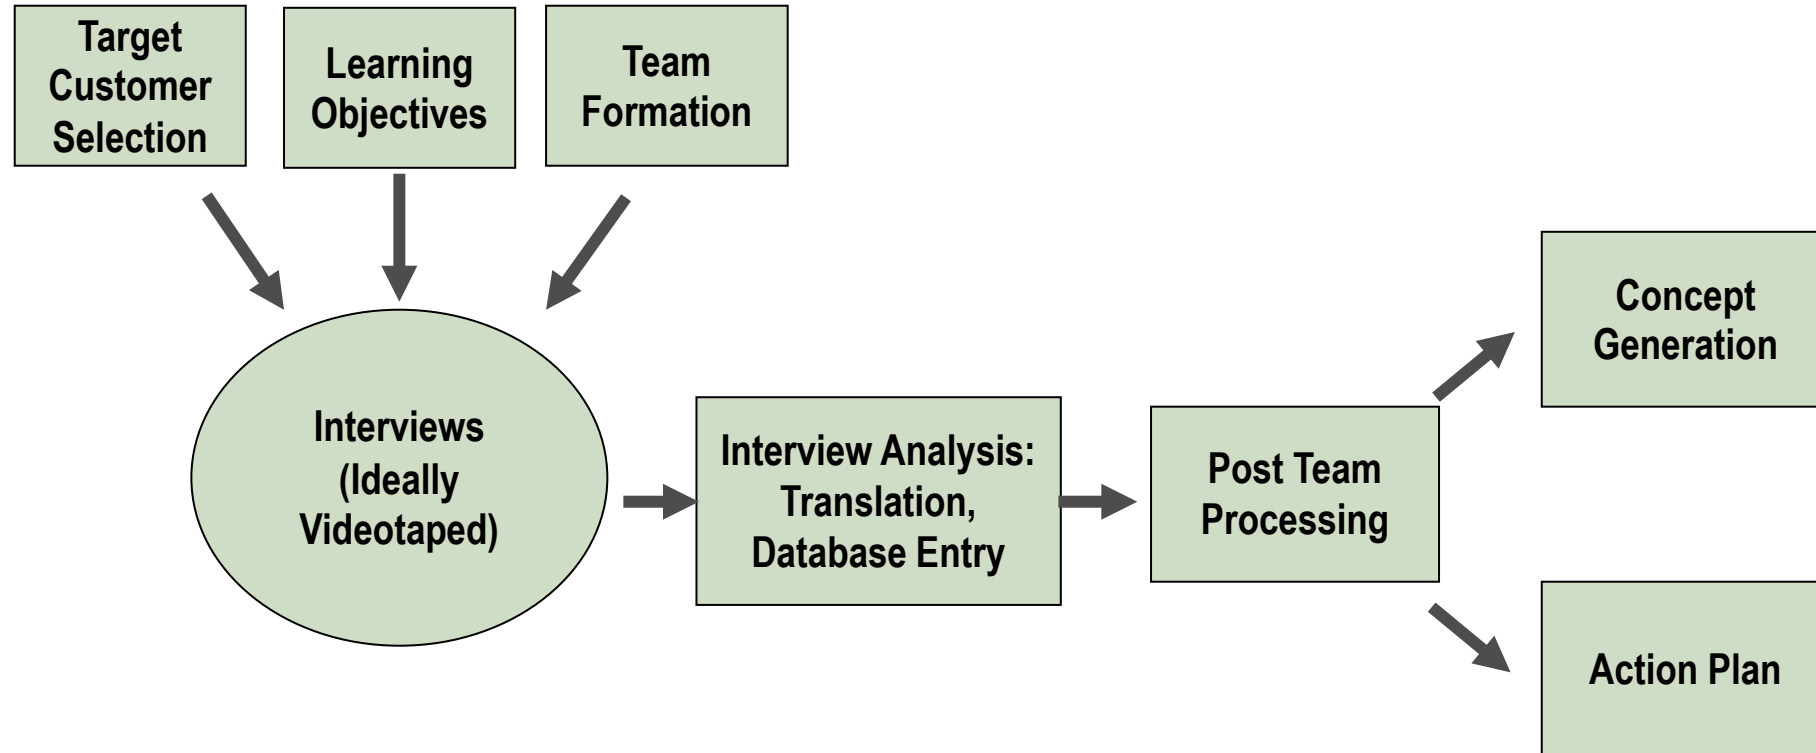 Target
Customer
Selection
Learning
Objectives
Team
Formation
Interviews
(Ideally
Videotaped)
Interview Analysis:
Translation,
Database Entry
Post Team
Processing
Concept
Generation
Action Plan